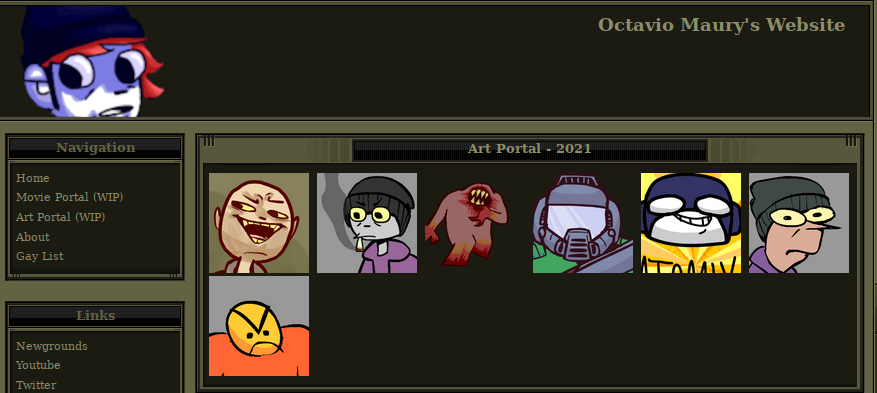 Octavio Maury's Website
Navigation
Home
Movie Portal (WIP)
Art Portal (WIP)
About
Gay List
Links
Newgrounds
Youtube
Twitter
Art Portal - 2021